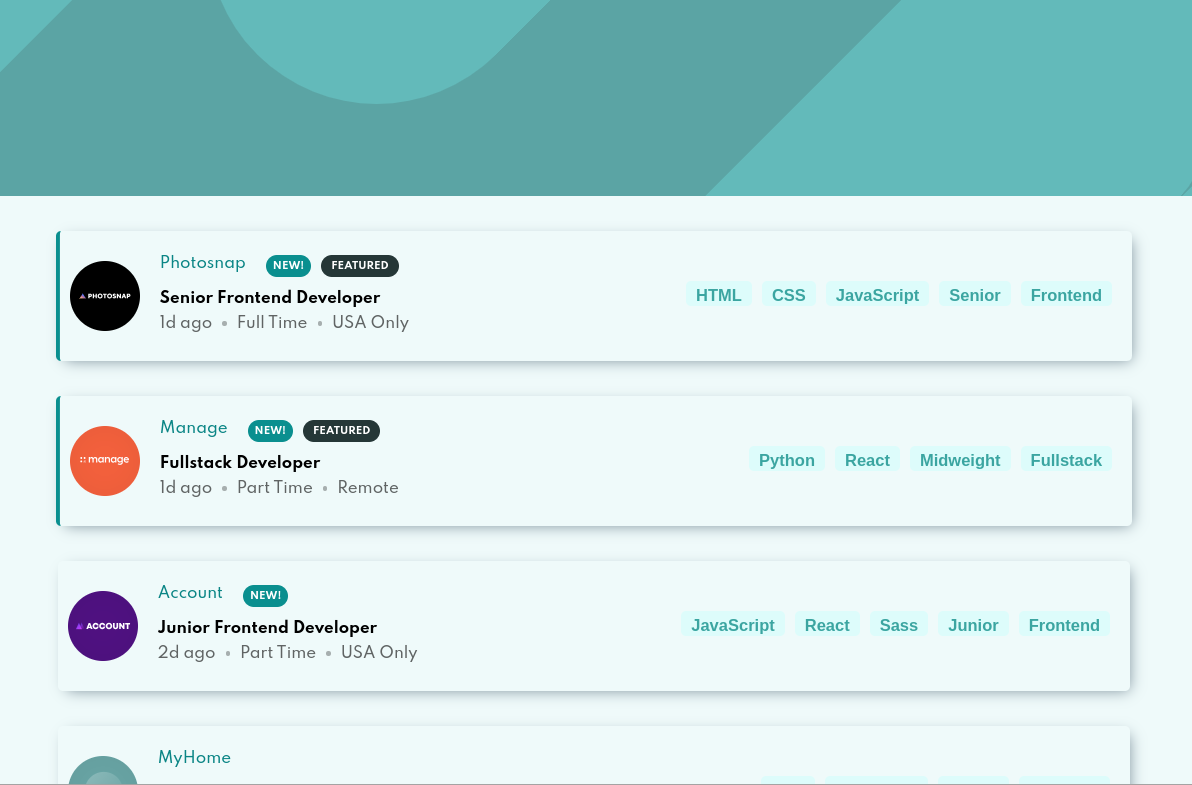 Photosnap NEW! FEATURED
PHOTOSNAP
Senior Frontend Developer
1d ago • Full Time • USA Only
HTML CSS JavaScript Senior Frontend
Manage NEW! FEATURED
:: manage
Fullstack Developer
1d ago • Part Time • Remote
Python React Midweight Fullstack
Account NEW!
ACCOUNT
Junior Frontend Developer
2d ago • Part Time • USA Only
JavaScript React Sass Junior Frontend
MyHome